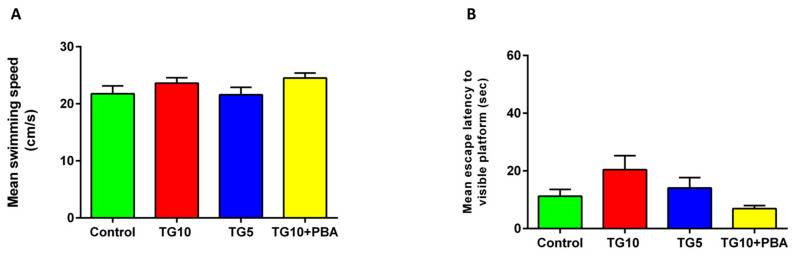 A
Mean swimming speed
(cm/s)
30
20
10
0
Control TG10 TG5 TG10+PBA
B
Mean escape latency to
visible platform (sec)
60
40
20
0
Control TG10 TG5 TG10+PBA